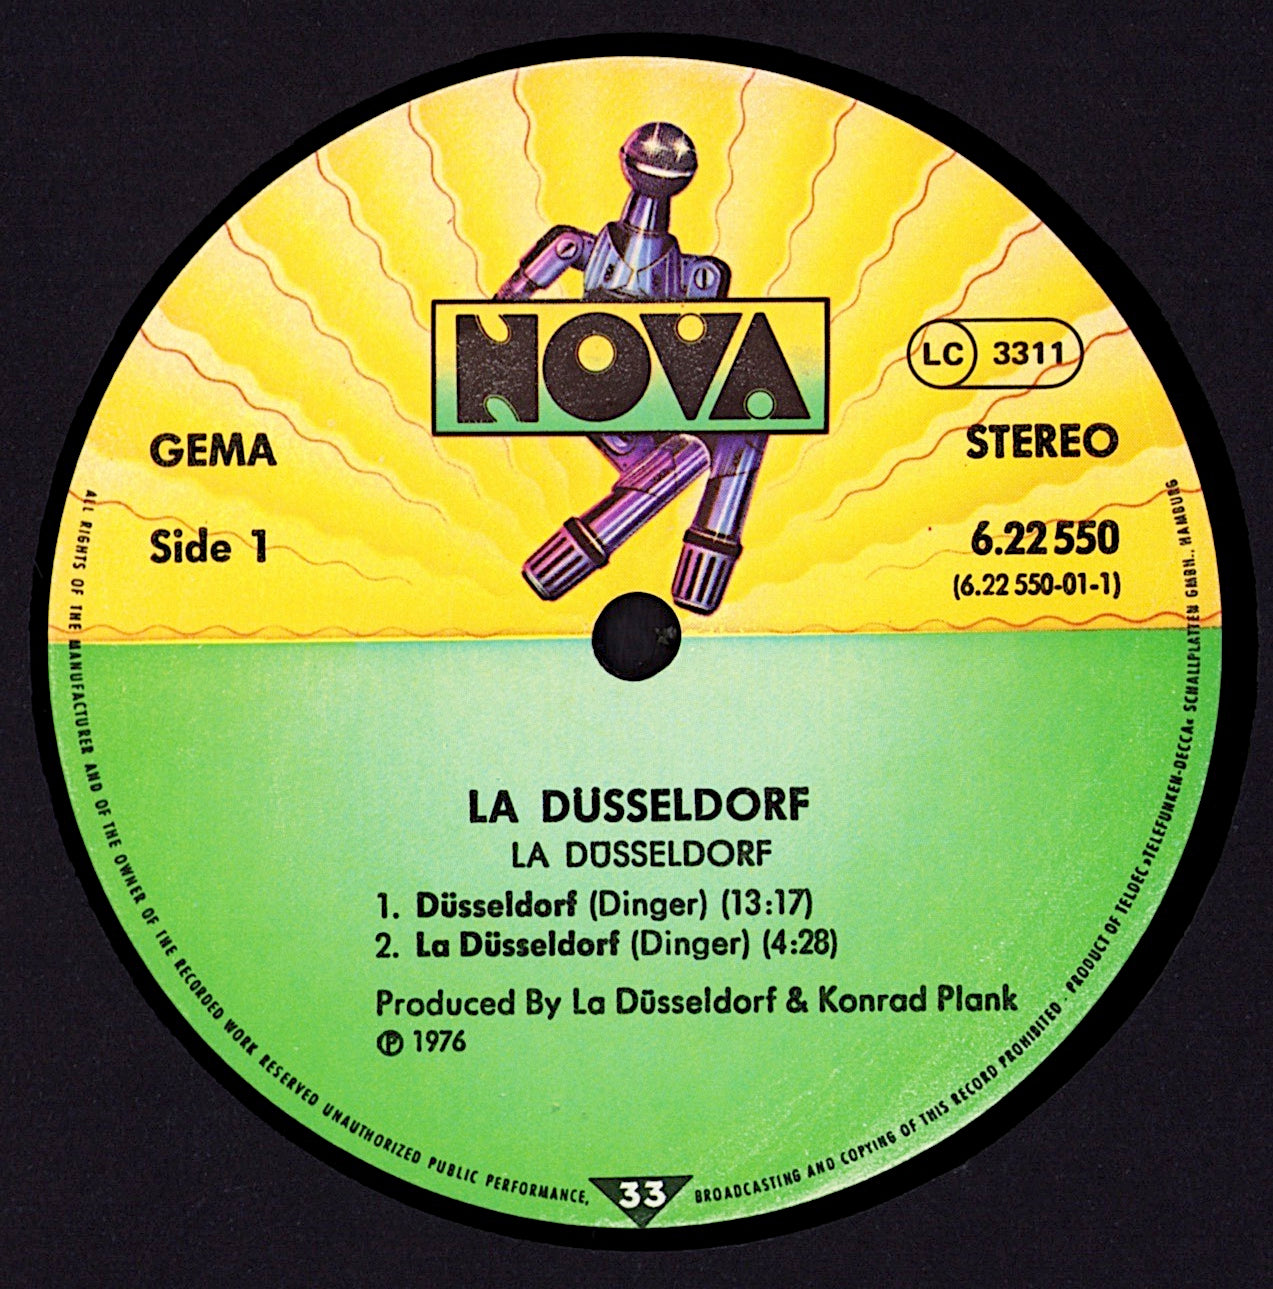 NOVA
LC 3311
GEMA
STEREO
Side 1
6.22 550
(6.22 550-01-1)
LA DÜSSELDORF
LA DÜSSELDORF
1. Düsseldorf (Dinger) (13:17)
2. La Düsseldorf (Dinger) (4:28)
Produced By La Düsseldorf & Konrad Plank
℗ 1976
ALL RIGHTS OF THE MANUFACTURER AND OF THE OWNER OF THE RECORDED WORK RESERVED UNAUTHORIZED PUBLIC PERFORMANCE,
33
BROADCASTING AND COPYING OF THIS RECORD PROHIBITED · PRODUCT OF TELDEC »TELEFUNKEN-DECCA« SCHALLPLATTEN GMBH., HAMBURG